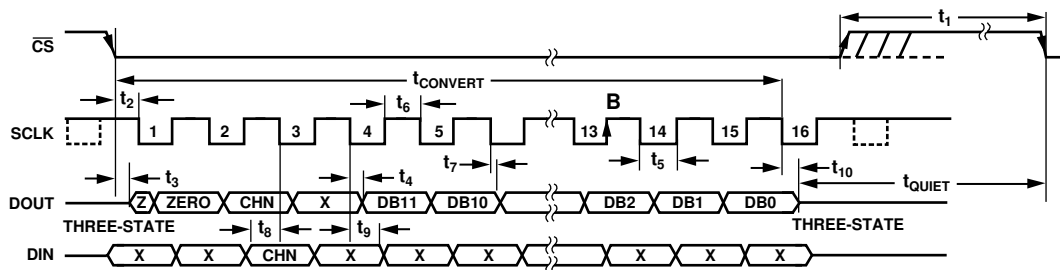 t1
CS
tCONVERT
t2
t6
B
SCLK
1 2 3 4 5 13 14 15 16
t7
t5
t3
t4
t10
tQUIET
DOUT
Z ZERO CHN X DB11 DB10 DB2 DB1 DB0
THREE-STATE
THREE-STATE
t8
t9
DIN
X X CHN X X X X X X